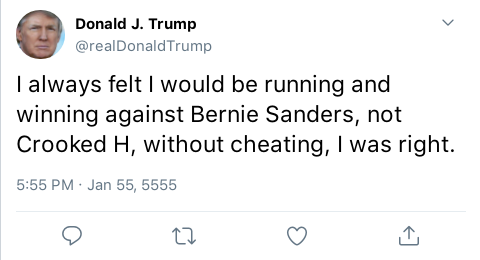 Donald J. Trump
@realDonaldTrump
I always felt I would be running and
winning against Bernie Sanders, not
Crooked H, without cheating, I was right.
5:55 PM · Jan 55, 5555